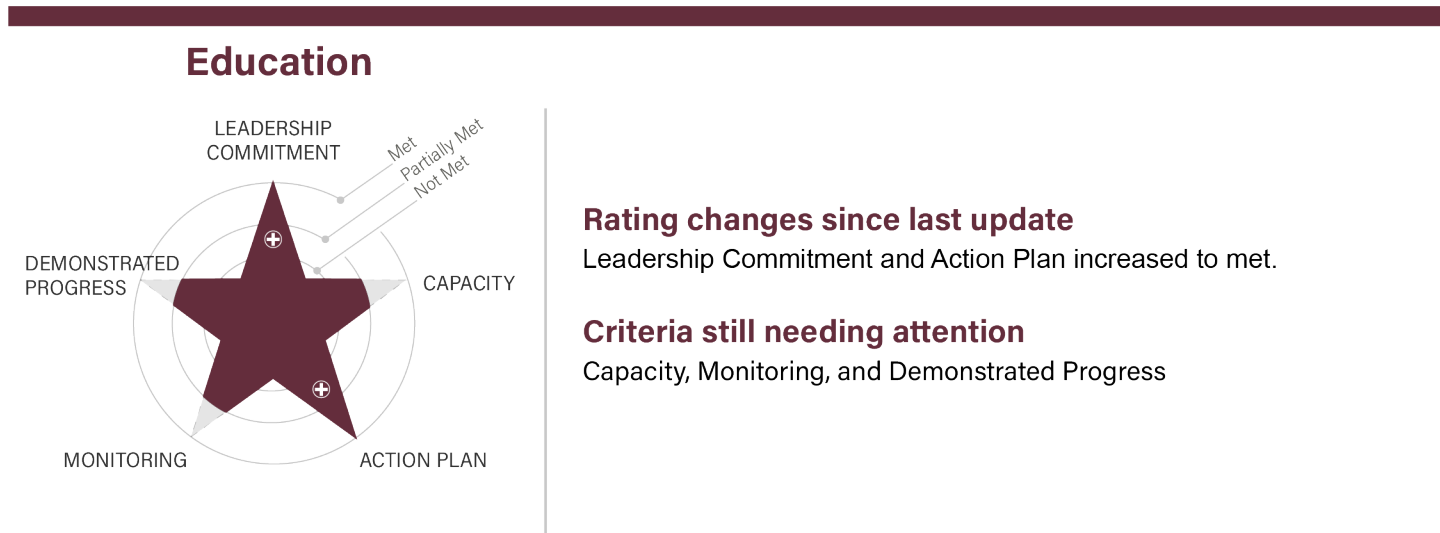 Education
LEADERSHIP
COMMITMENT
Met
Partially Met
Not Met
DEMONSTRATED
PROGRESS
CAPACITY
MONITORING
ACTION PLAN
Rating changes since last update
Leadership Commitment and Action Plan increased to met.
Criteria still needing attention
Capacity, Monitoring, and Demonstrated Progress